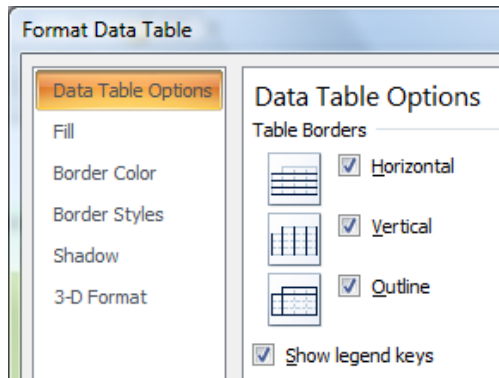 Format Data Table
Data Table Options
Fill
Border Color
Border Styles
Shadow
3-D Format
Data Table Options
Table Borders
Horizontal
Vertical
Outline
Show legend keys